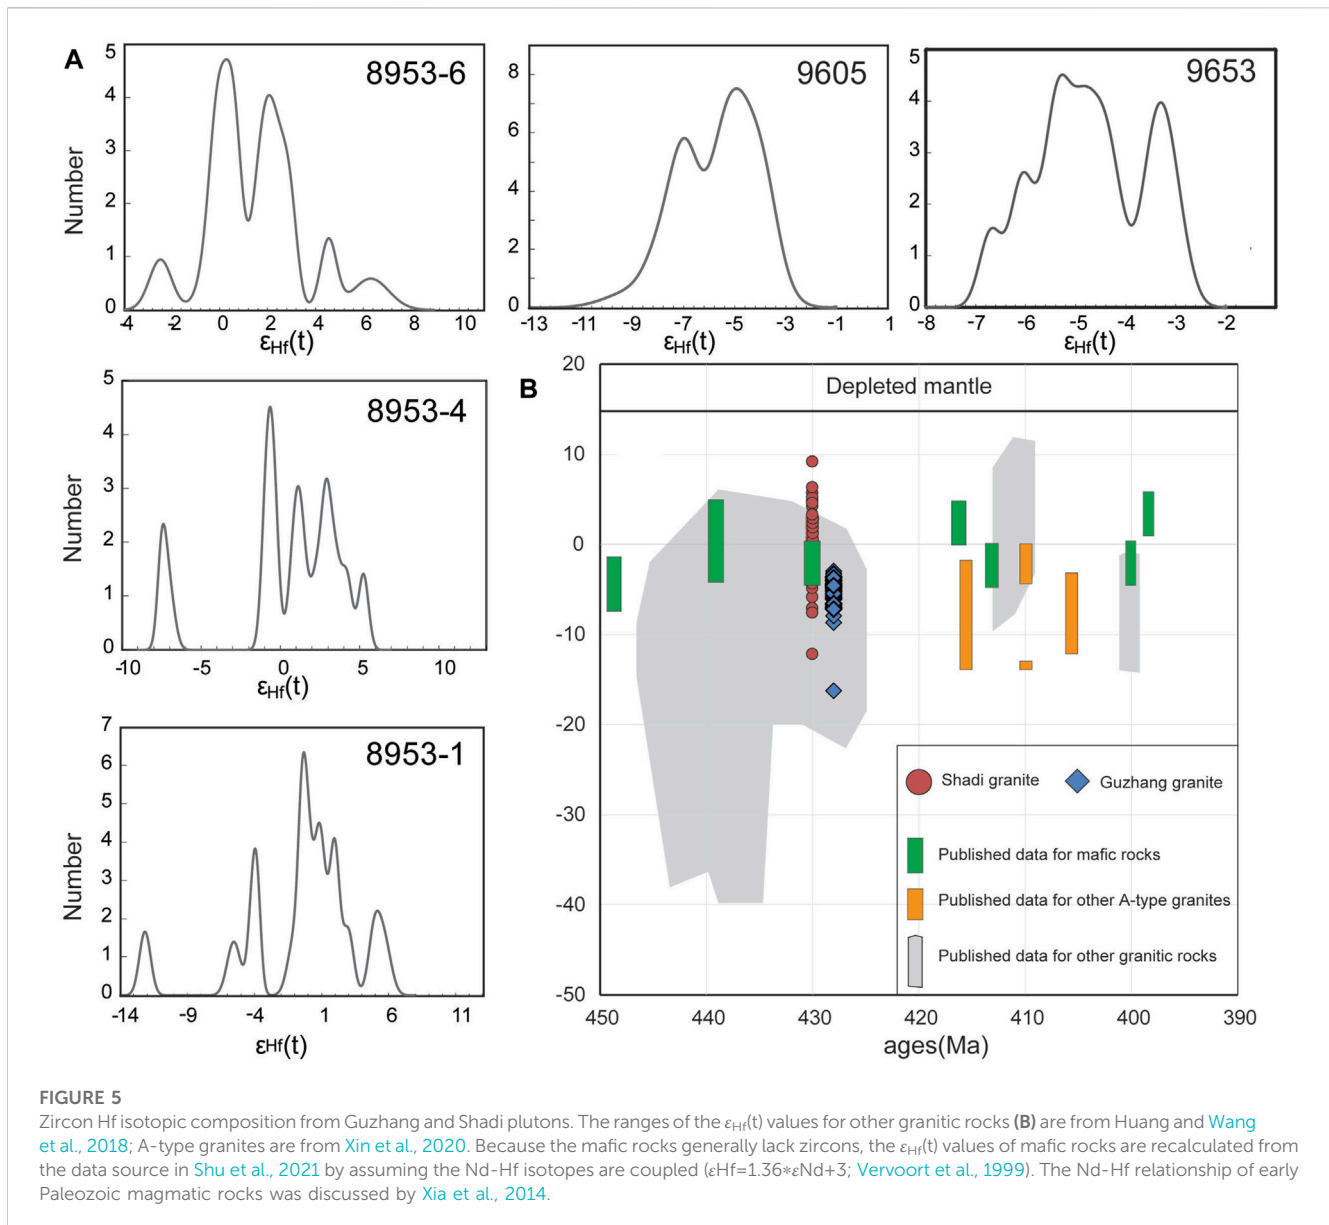 A
8953-6
5
4
3
2
1
0
Number
-4 -2 0 2 4 6 8 10
εHf(t)
9605
8
6
4
2
0
-13 -11 -9 -7 -5 -3 -1 1
εHf(t)
9653
5
4
3
2
1
0
-8 -7 -6 -5 -4 -3 -2
εHf(t)
8953-4
5
4
3
2
1
0
Number
-10 -5 0 5 10
εHf(t)
8953-1
7
6
5
4
3
2
1
0
Number
-14 -9 -4 1 6 11
εHf(t)
B
Depleted mantle
20
10
0
-10
-20
-30
-40
-50
450 440 430 420 410 400 390
ages(Ma)
Shadi granite
Guzhang granite
Published data for mafic rocks
Published data for other A-type granites
Published data for other granitic rocks
FIGURE 5
Zircon Hf isotopic composition from Guzhang and Shadi plutons. The ranges of the εHf(t) values for other granitic rocks (B) are from Huang and Wang
et al., 2018; A-type granites are from Xin et al., 2020. Because the mafic rocks generally lack zircons, the εHf(t) values of mafic rocks are recalculated from
the data source in Shu et al., 2021 by assuming the Nd-Hf isotopes are coupled (εHf=1.36∗εNd+3; Vervoort et al., 1999). The Nd-Hf relationship of early
Paleozoic magmatic rocks was discussed by Xia et al., 2014.